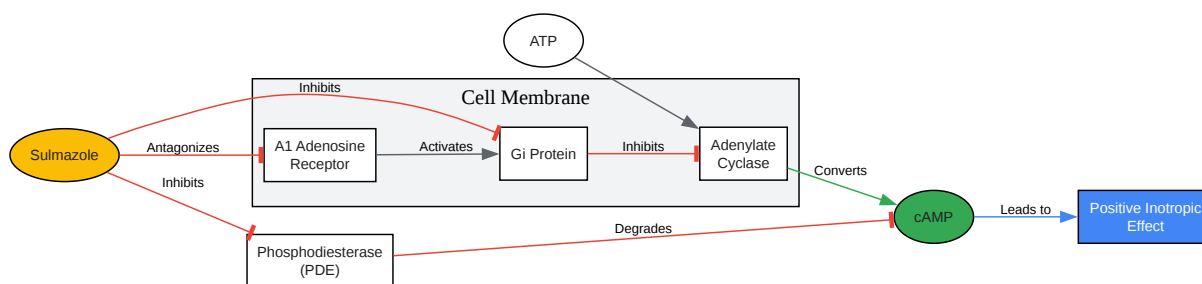 ATP
Cell Membrane
Inhibits
Sulmazole
Antagonizes
A1 Adenosine
Receptor
Activates
Gi Protein
Inhibits
Adenylate
Cyclase
Converts
Inhibits
cAMP
Leads to
Positive Inotropic
Effect
Degrades
Phosphodiesterase
(PDE)